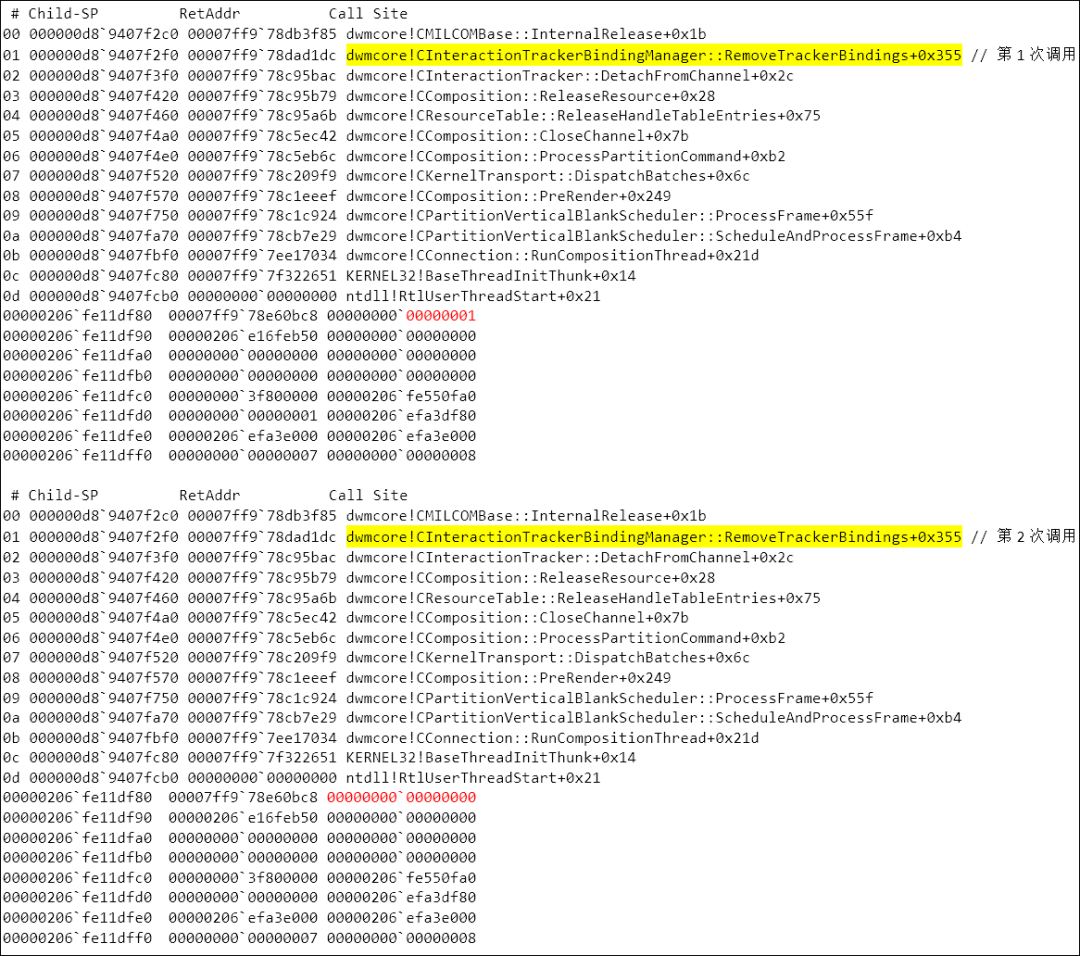 # Child-SP RetAddr Call Site
00 000000d8`9407f2c0 00007ff9`78db3f85 dwmcore!CMILCOMBase::InternalRelease+0x1b
01 000000d8`9407f2f0 00007ff9`78dad1dc dwmcore!CInteractionTrackerBindingManager::RemoveTrackerBindings+0x355 // 第 1 次调用
02 000000d8`9407f3f0 00007ff9`78c95bac dwmcore!CInteractionTracker::DetachFromChannel+0x2c
03 000000d8`9407f420 00007ff9`78c95b79 dwmcore!CComposition::ReleaseResource+0x28
04 000000d8`9407f460 00007ff9`78c95a6b dwmcore!CResourceTable::ReleaseHandleTableEntries+0x75
05 000000d8`9407f4a0 00007ff9`78c5ec42 dwmcore!CComposition::CloseChannel+0x7b
06 000000d8`9407f4e0 00007ff9`78c5eb6c dwmcore!CComposition::ProcessPartitionCommand+0xb2
07 000000d8`9407f520 00007ff9`78c209f9 dwmcore!CKernelTransport::DispatchBatches+0x6c
08 000000d8`9407f570 00007ff9`78c1eeef dwmcore!CComposition::PreRender+0x249
09 000000d8`9407f750 00007ff9`78c1c924 dwmcore!CPartitionVerticalBlankScheduler::ProcessFrame+0x55f
0a 000000d8`9407fa70 00007ff9`78cb7e29 dwmcore!CPartitionVerticalBlankScheduler::ScheduleAndProcessFrame+0xb4
0b 000000d8`9407fbf0 00007ff9`7ee17034 dwmcore!CConnection::RunCompositionThread+0x21d
0c 000000d8`9407fc80 00007ff9`7f322651 KERNEL32!BaseThreadInitThunk+0x14
0d 000000d8`9407fcb0 00000000`00000000 ntdll!RtlUserThreadStart+0x21
00000206`fe11df80 00007ff9`78e60bc8 00000000`00000001
00000206`fe11df90 00000206`e16feb50 00000000`00000000
00000206`fe11dfa0 00000000`00000000 00000000`00000000
00000206`fe11dfb0 00000000`00000000 00000000`00000000
00000206`fe11dfc0 00000000`3f800000 00000206`fe550fa0
00000206`fe11dfd0 00000000`00000001 00000206`efa3df80
00000206`fe11dfe0 00000206`efa3e000 00000206`efa3e000
00000206`fe11dff0 00000000`00000007 00000000`00000008
# Child-SP RetAddr Call Site
00 000000d8`9407f2c0 00007ff9`78db3f85 dwmcore!CMILCOMBase::InternalRelease+0x1b
01 000000d8`9407f2f0 00007ff9`78dad1dc dwmcore!CInteractionTrackerBindingManager::RemoveTrackerBindings+0x355 // 第 2 次调用
02 000000d8`9407f3f0 00007ff9`78c95bac dwmcore!CInteractionTracker::DetachFromChannel+0x2c
03 000000d8`9407f420 00007ff9`78c95b79 dwmcore!CComposition::ReleaseResource+0x28
04 000000d8`9407f460 00007ff9`78c95a6b dwmcore!CResourceTable::ReleaseHandleTableEntries+0x75
05 000000d8`9407f4a0 00007ff9`78c5ec42 dwmcore!CComposition::CloseChannel+0x7b
06 000000d8`9407f4e0 00007ff9`78c5eb6c dwmcore!CComposition::ProcessPartitionCommand+0xb2
07 000000d8`9407f520 00007ff9`78c209f9 dwmcore!CKernelTransport::DispatchBatches+0x6c
08 000000d8`9407f570 00007ff9`78c1eeef dwmcore!CComposition::PreRender+0x249
09 000000d8`9407f750 00007ff9`78c1c924 dwmcore!CPartitionVerticalBlankScheduler::ProcessFrame+0x55f
0a 000000d8`9407fa70 00007ff9`78cb7e29 dwmcore!CPartitionVerticalBlankScheduler::ScheduleAndProcessFrame+0xb4
0b 000000d8`9407fbf0 00007ff9`7ee17034 dwmcore!CConnection::RunCompositionThread+0x21d
0c 000000d8`9407fc80 00007ff9`7f322651 KERNEL32!BaseThreadInitThunk+0x14
0d 000000d8`9407fcb0 00000000`00000000 ntdll!RtlUserThreadStart+0x21
00000206`fe11df80 00007ff9`78e60bc8 00000000`00000000
00000206`fe11df90 00000206`e16feb50 00000000`00000000
00000206`fe11dfa0 00000000`00000000 00000000`00000000
00000206`fe11dfb0 00000000`00000000 00000000`00000000
00000206`fe11dfc0 00000000`3f800000 00000206`fe550fa0
00000206`fe11dfd0 00000000`00000000 00000206`efa3df80
00000206`fe11dfe0 00000206`efa3e000 00000206`efa3e000
00000206`fe11dff0 00000000`00000007 00000000`00000008